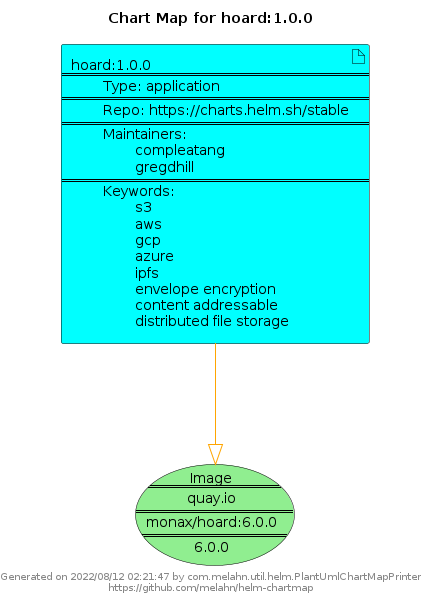 Chart Map for hoard:1.0.0
hoard:1.0.0
Type: application
Repo: https://charts.helm.sh/stable
Maintainers:
compleatang
gregdhill
Keywords:
s3
aws
gcp
azure
ipfs
envelope encryption
content addressable
distributed file storage
Image
quay.io
monax/hoard:6.0.0
6.0.0
Generated on 2022/08/12 02:21:47 by com.melahn.util.helm.PlantUmlChartMapPrinter
https://github.com/melahn/helm-chartmap